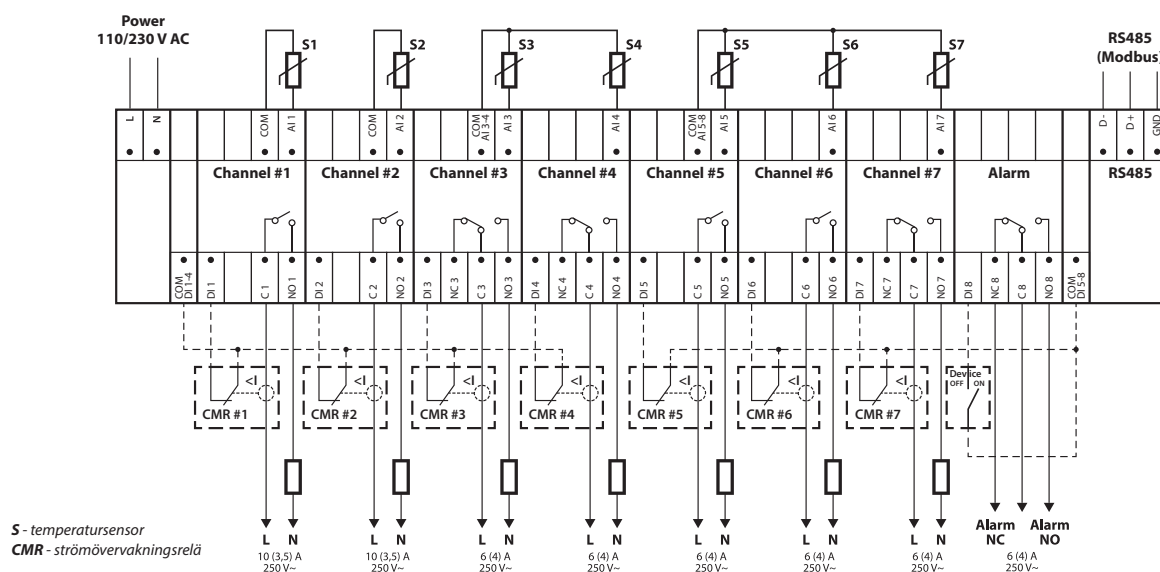 Power
110/230 V AC
S1
S2
S3
S4
S5
S6
S7
RS485
(Modbus)
L
N
COM
AI 1
COM
AI 2
COM
AI 3-4
AI 3
AI 4
COM
AI 5-8
AI 5
AI 6
AI 7
D -
D +
GND
Channel #1
Channel #2
Channel #3
Channel #4
Channel #5
Channel #6
Channel #7
Alarm
RS485
COM
DI 1-4
DI 1
C 1
NO 1
DI 2
C 2
NO 2
DI 3
NC 3
C 3
NO 3
DI 4
NC 4
C 4
NO 4
DI 5
C 5
NO 5
DI 6
C 6
NO 6
DI 7
NC 7
C 7
NO 7
DI 8
NC 8
C 8
NO 8
COM
DI 5-8
<I
<I
<I
<I
<I
<I
<I
Device
OFF
ON
CMR #1
CMR #2
CMR #3
CMR #4
CMR #5
CMR #6
CMR #7
S - temperatursensor
CMR - strömövervakningsrelä
L N
10 (3,5) A
250 V~
L N
10 (3,5) A
250 V~
L N
6 (4) A
250 V~
L N
6 (4) A
250 V~
L N
6 (4) A
250 V~
L N
6 (4) A
250 V~
L N
6 (4) A
250 V~
Alarm
NC
Alarm
NO
6 (4) A
250 V~